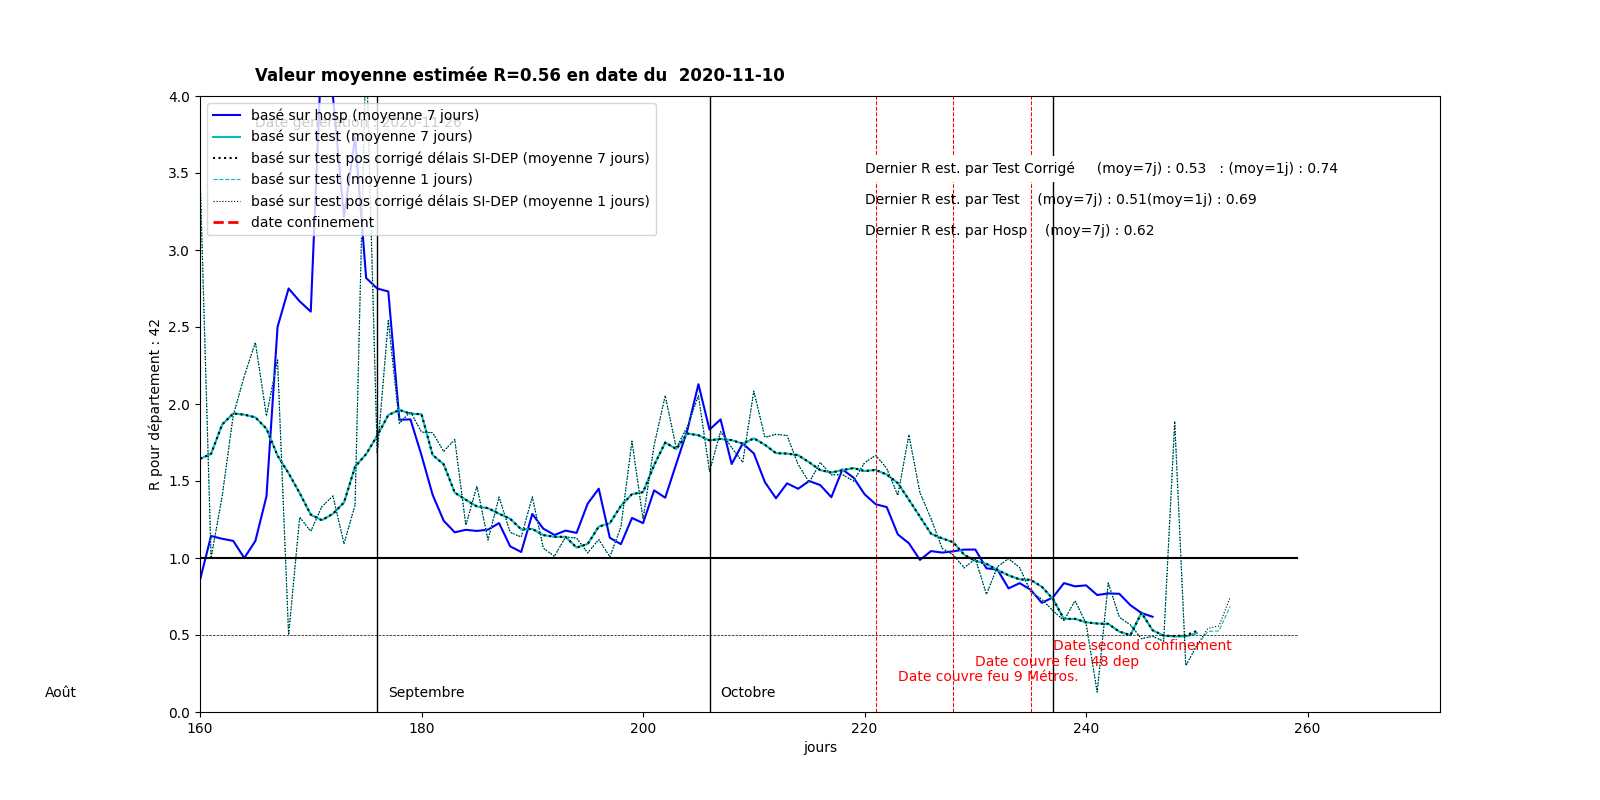 Valeur moyenne estimée R=0.56 en date du  2020-11-10
4.0
3.5
3.0
2.5
2.0
1.5
1.0
0.5
0.0
R pour département : 42
basé sur hosp (moyenne 7 jours)
Date génération : 2020-11-26
basé sur test (moyenne 7 jours)
basé sur test pos corrigé délais SI-DEP (moyenne 7 jours)
basé sur test (moyenne 1 jours)
basé sur test pos corrigé délais SI-DEP (moyenne 1 jours)
date confinement
Dernier R est. par Test Corrigé     (moy=7j) : 0.53   : (moy=1j) : 0.74
Dernier R est. par Test    (moy=7j) : 0.51(moy=1j) : 0.69
Dernier R est. par Hosp    (moy=7j) : 0.62
Date second confinement
Date couvre feu 48 dep
Date couvre feu 9 Métros.
Août
Septembre
Octobre
160
180
200
220
240
260
jours